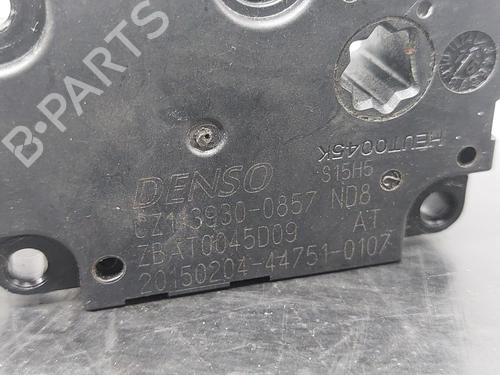 B-PARTS
HEUT0045K
S15H5
DENSO
CZ113930-0857 ND8
ZBAT0045D09 AT
20150204-44751-0107